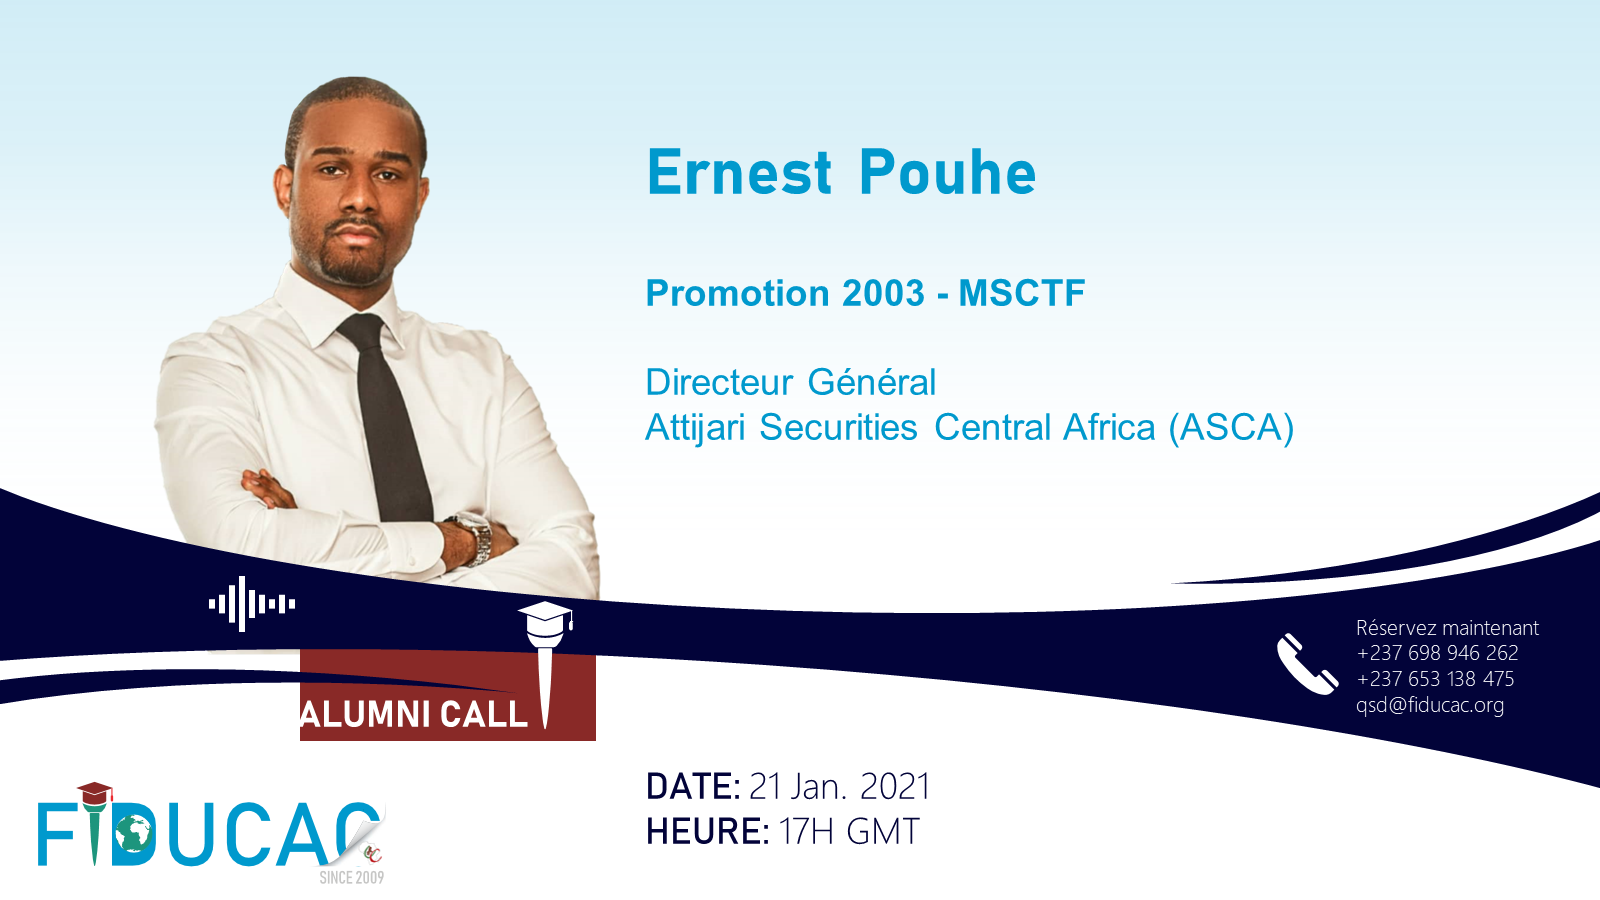 Ernest Pouhe
Promotion 2003 - MSCTF
Directeur Général
Attijari Securities Central Africa (ASCA)
Réservez maintenant
+237 698 946 262
+237 653 138 475
qsd@fiducac.org
ALUMNI CALL
DATE: 21 Jan. 2021
HEURE: 17H GMT
FIDUCAC
SINCE 2009